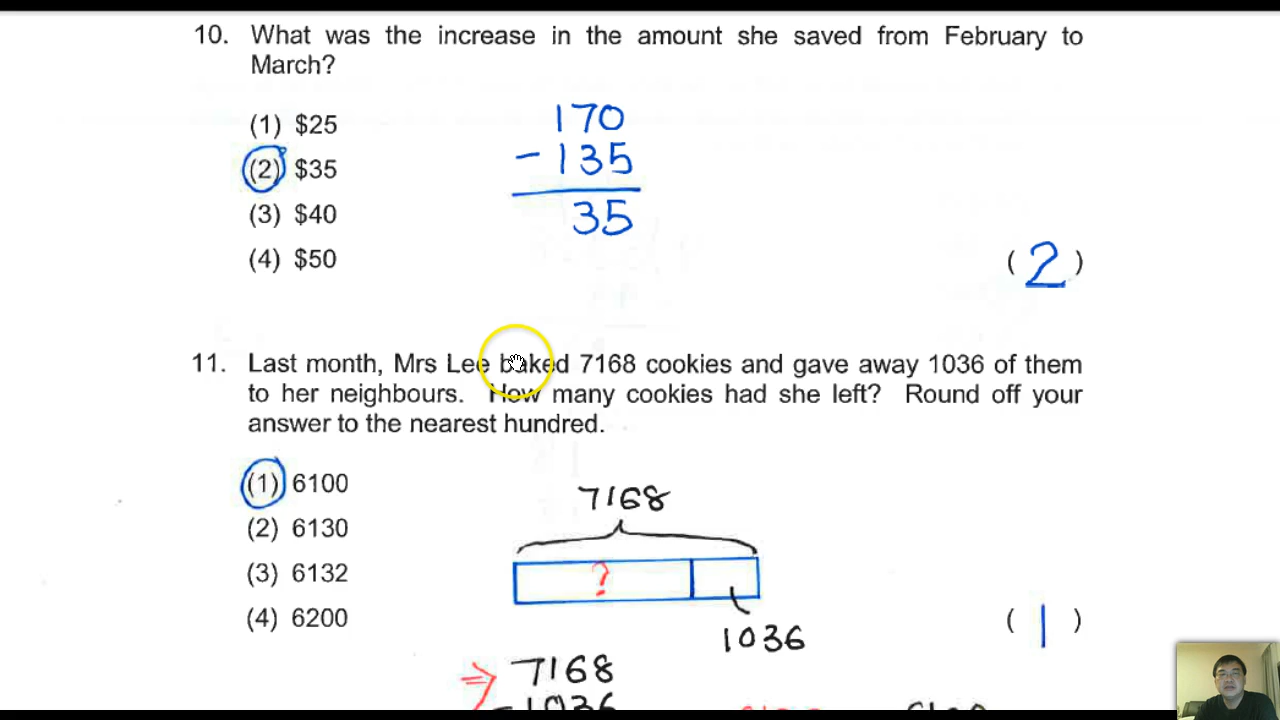 10. What was the increase in the amount she saved from February to
March?
(1) $25
(2) $35
(3) $40
(4) $50
170
- 135
35
( 2 )
11. Last month, Mrs Lee baked 7168 cookies and gave away 1036 of them
to her neighbours. How many cookies had she left? Round off your
answer to the nearest hundred.
(1) 6100
(2) 6130
(3) 6132
(4) 6200
7168
?
1036
( 1 )
⇒ 7168
- 1036